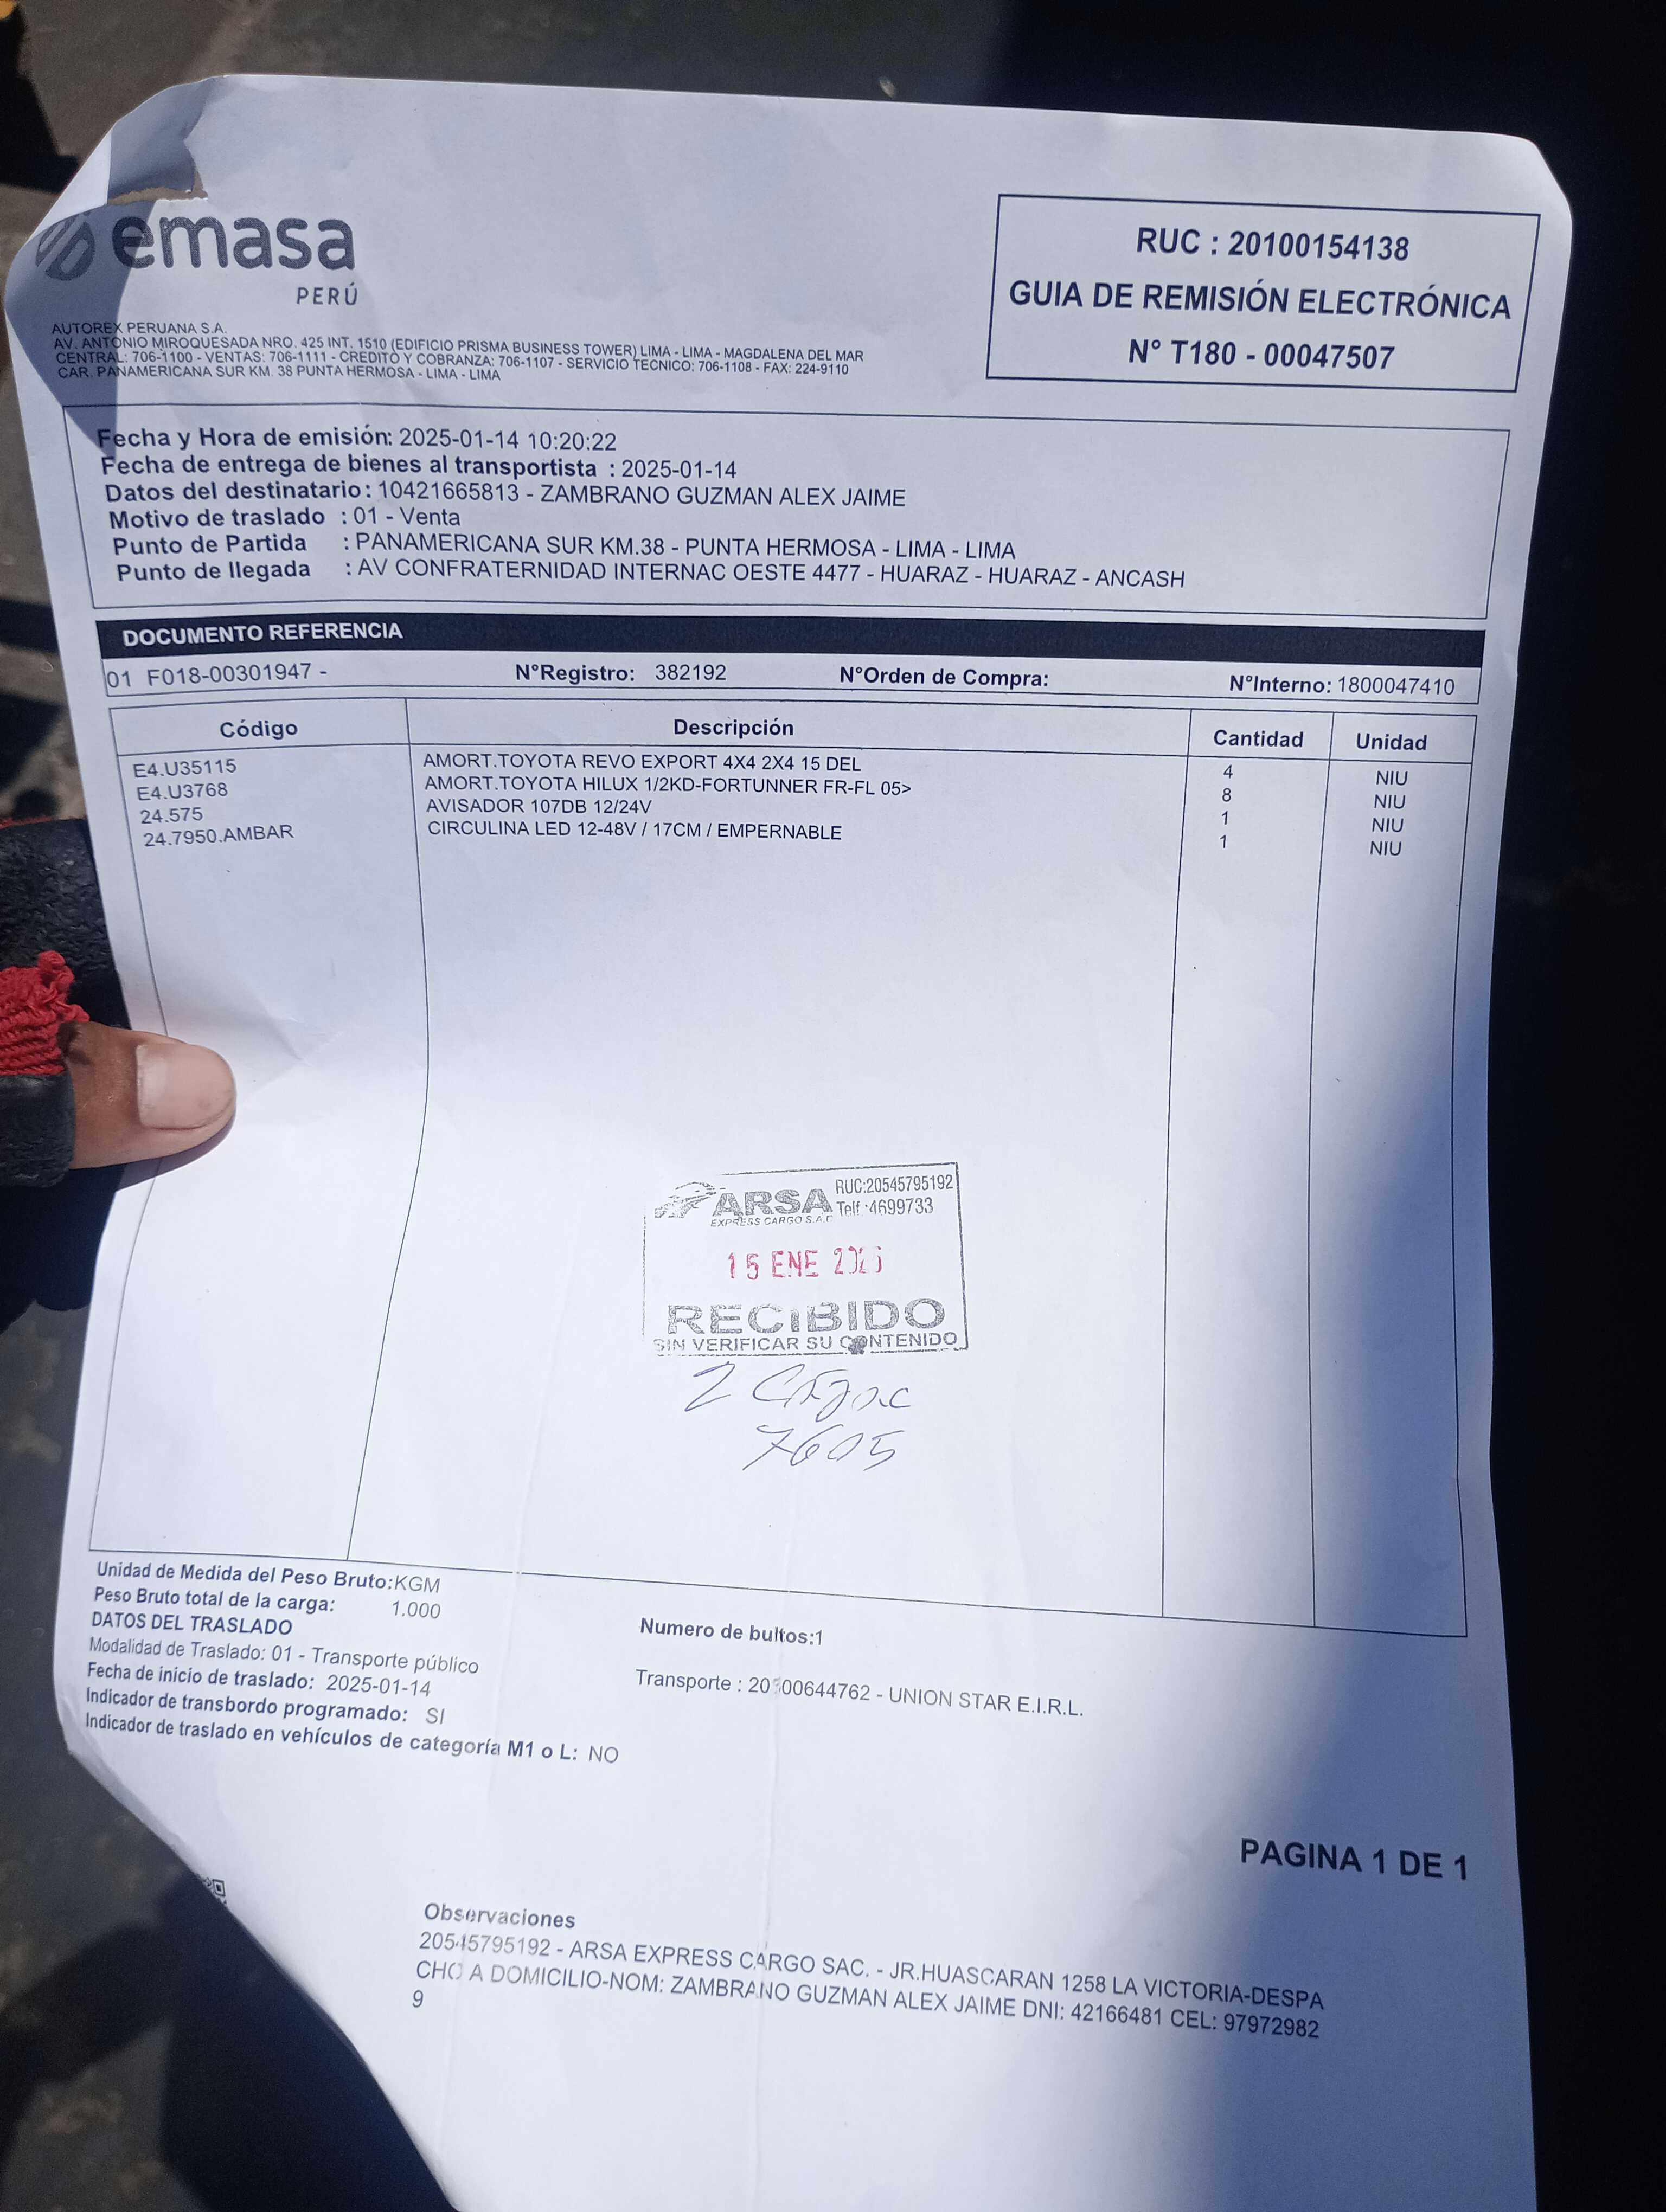 emasa
PERÚ
AUTOREX PERUANA S.A.
AV. ANTONIO MIROQUESADA NRO. 425 INT. 1510 (EDIFICIO PRISMA BUSINESS TOWER) LIMA - LIMA - MAGDALENA DEL MAR
CENTRAL: 706-1100 - VENTAS: 706-1111 - CREDITO Y COBRANZA: 706-1107 - SERVICIO TECNICO: 706-1108 - FAX: 224-9110
CAR. PANAMERICANA SUR KM. 38 PUNTA HERMOSA - LIMA - LIMA
RUC : 20100154138
GUIA DE REMISIÓN ELECTRÓNICA
N° T180 - 00047507
Fecha y Hora de emisión: 2025-01-14 10:20:22
Fecha de entrega de bienes al transportista : 2025-01-14
Datos del destinatario: 10421665813 - ZAMBRANO GUZMAN ALEX JAIME
Motivo de traslado : 01 - Venta
Punto de Partida : PANAMERICANA SUR KM.38 - PUNTA HERMOSA - LIMA - LIMA
Punto de llegada : AV CONFRATERNIDAD INTERNAC OESTE 4477 - HUARAZ - HUARAZ - ANCASH
DOCUMENTO REFERENCIA
01 F018-00301947 - N°Registro: 382192 N°Orden de Compra: N°Interno: 1800047410
Código Descripción Cantidad Unidad
E4.U35115 AMORT.TOYOTA REVO EXPORT 4X4 2X4 15 DEL 4 NIU
E4.U3768 AMORT.TOYOTA HILUX 1/2KD-FORTUNNER FR-FL 05> 8 NIU
24.575 AVISADOR 107DB 12/24V 1 NIU
24.7950.AMBAR CIRCULINA LED 12-48V / 17CM / EMPERNABLE 1 NIU
ARSA RUC:20545795192
EXPRESS CARGO S.A.C Telf :4699733
15 ENE
RECIBIDO
SIN VERIFICAR SU CONTENIDO
2 Cajas
7605
Unidad de Medida del Peso Bruto:KGM
Peso Bruto total de la carga: 1.000
DATOS DEL TRASLADO
Numero de bultos:1
Modalidad de Traslado: 01 - Transporte público
Fecha de inicio de traslado: 2025-01-14
Transporte : - UNION STAR E.I.R.L.
Indicador de transbordo programado: SI
Indicador de traslado en vehículos de categoría M1 o L: NO
PAGINA 1 DE 1
Observaciones
20545795192 - ARSA EXPRESS CARGO SAC. - JR.HUASCARAN 1258 LA VICTORIA-DESPA
CHO A DOMICILIO-NOM: ZAMBRANO GUZMAN ALEX JAIME DNI: 42166481 CEL: 97972982
9